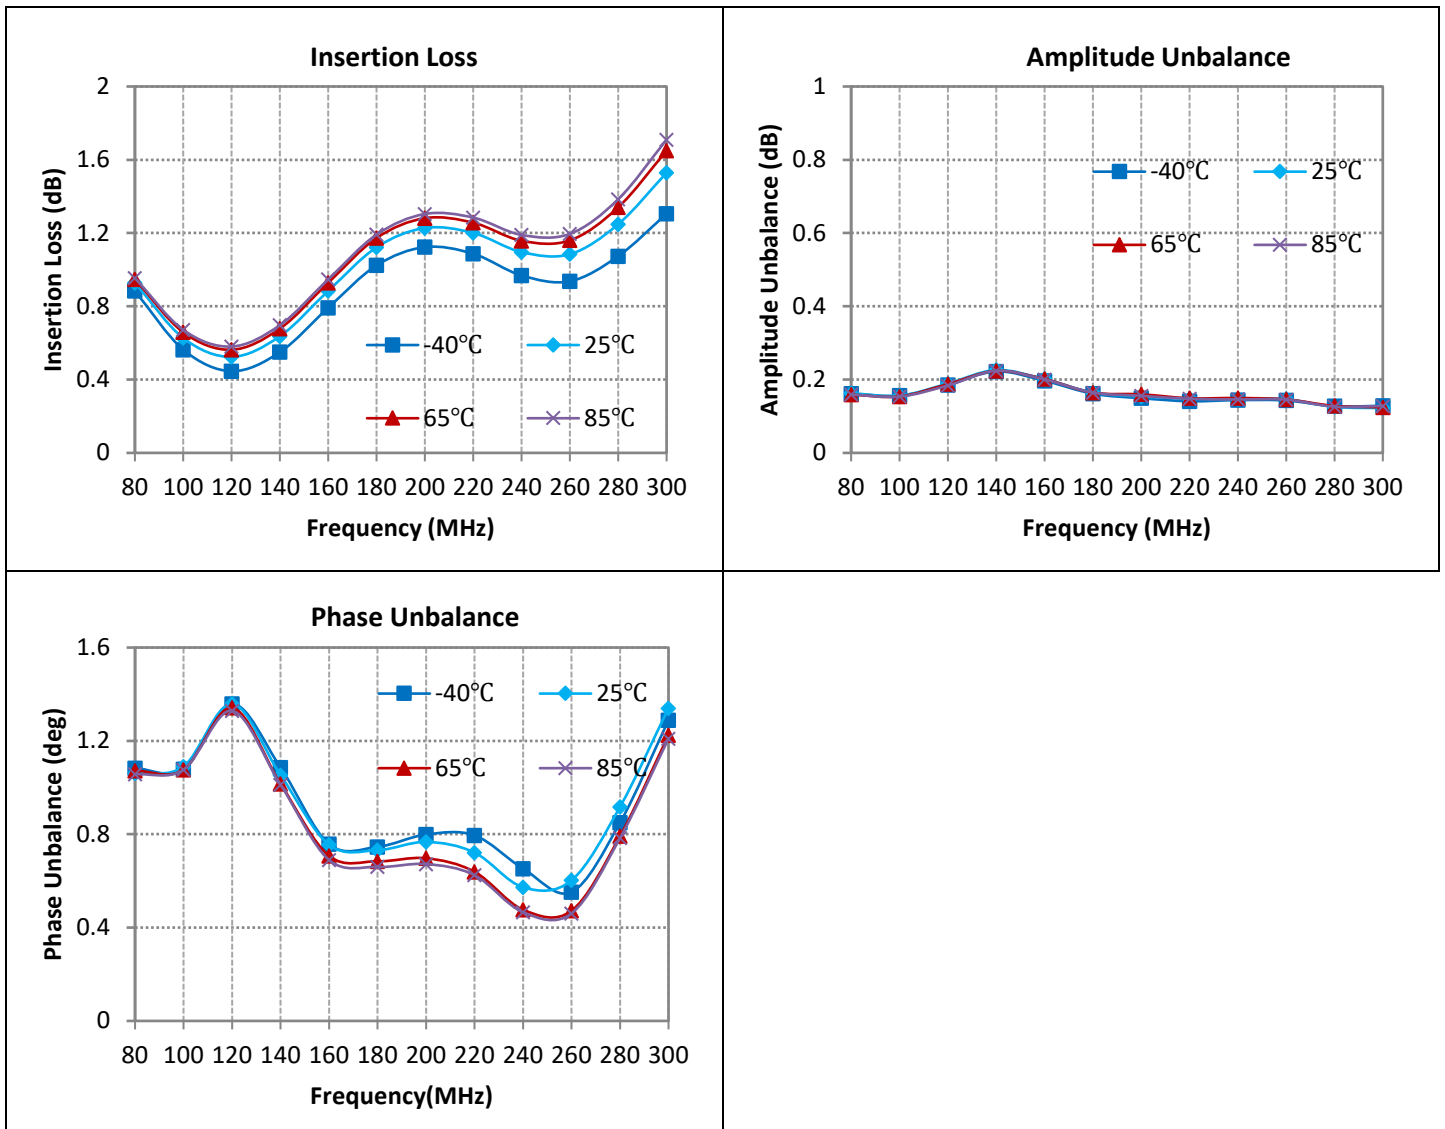 Insertion Loss
2
1.6
1.2
0.8
0.4
0
Insertion Loss (dB)
-40℃ 25℃
65℃ 85℃
80 100 120 140 160 180 200 220 240 260 280 300
Frequency (MHz)
Amplitude Unbalance
1
0.8
0.6
0.4
0.2
0
Amplitude Unbalance (dB)
-40℃ 25℃
65℃ 85℃
80 100 120 140 160 180 200 220 240 260 280 300
Frequency (MHz)
Phase Unbalance
1.6
1.2
0.8
0.4
0
Phase Unbalance (deg)
-40℃ 25℃
65℃ 85℃
80 100 120 140 160 180 200 220 240 260 280 300
Frequency(MHz)